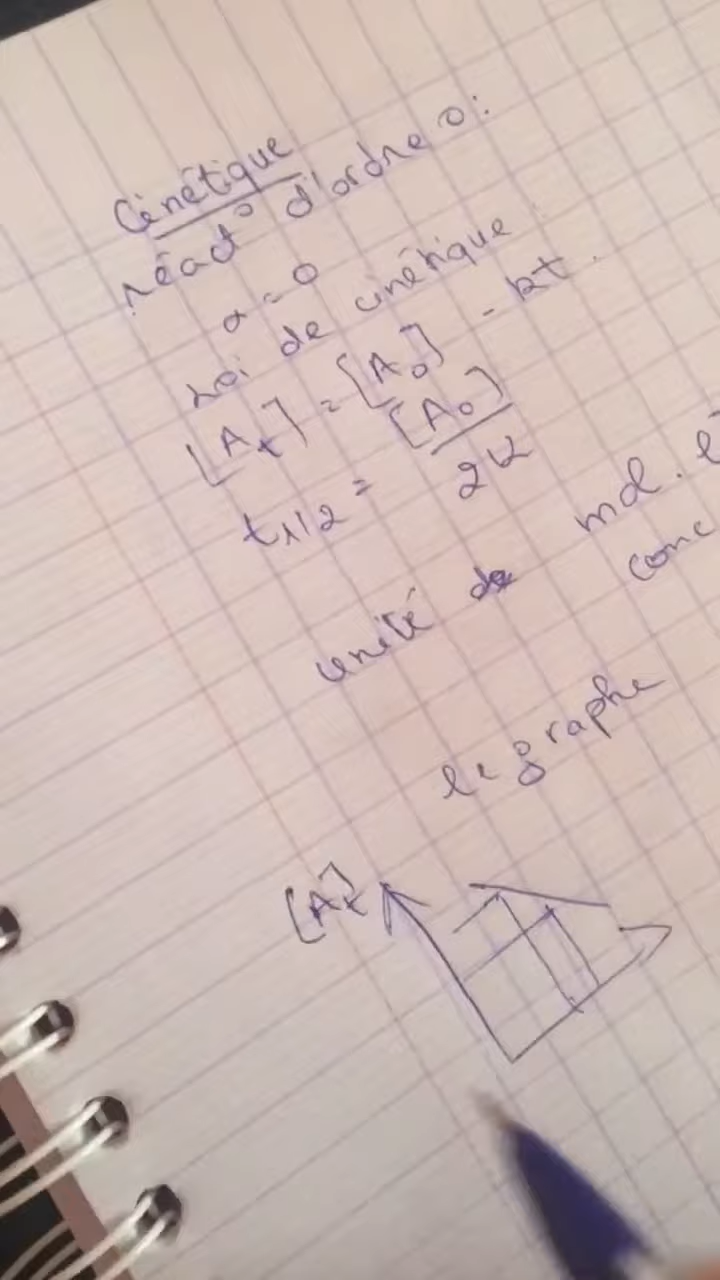 Cinétique
réact° d'ordre 0 :
α = 0
Loi de cinétique :
[At] = [A0] - kt.
t1/2 = [A0] / 2k
unité de mol. l-
conc
le graphe
[At]